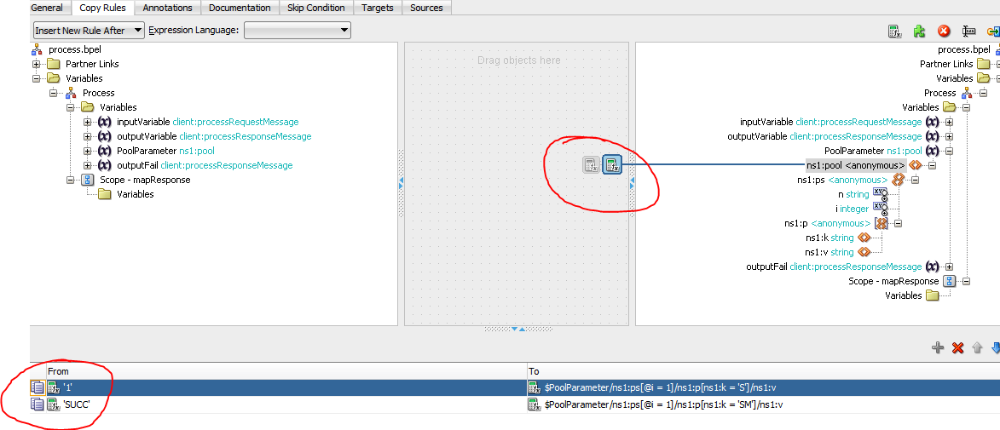 General Copy Rules Annotations Documentation Skip Condition Targets Sources
Insert New Rule After Expression Language:
process.bpel
Partner Links
Variables
Process
Variables
inputVariable client:processRequestMessage
outputVariable client:processResponseMessage
PoolParameter ns1:pool
outputFail client:processResponseMessage
Scope - mapResponse
Variables
Drag objects here
process.bpel
Partner Links
Variables
Process
Variables
inputVariable client:processRequestMessage
outputVariable client:processResponseMessage
PoolParameter ns1:pool
ns1:pool <anonymous>
ns1:ps <anonymous>
n string
i integer
ns1:p <anonymous>
ns1:k string
ns1:v string
outputFail client:processResponseMessage
Scope - mapResponse
Variables
From To
'1' $PoolParameter/ns1:ps[@i = 1]/ns1:p[ns1:k = 'S']/ns1:v
'SUCC' $PoolParameter/ns1:ps[@i = 1]/ns1:p[ns1:k = 'SM']/ns1:v